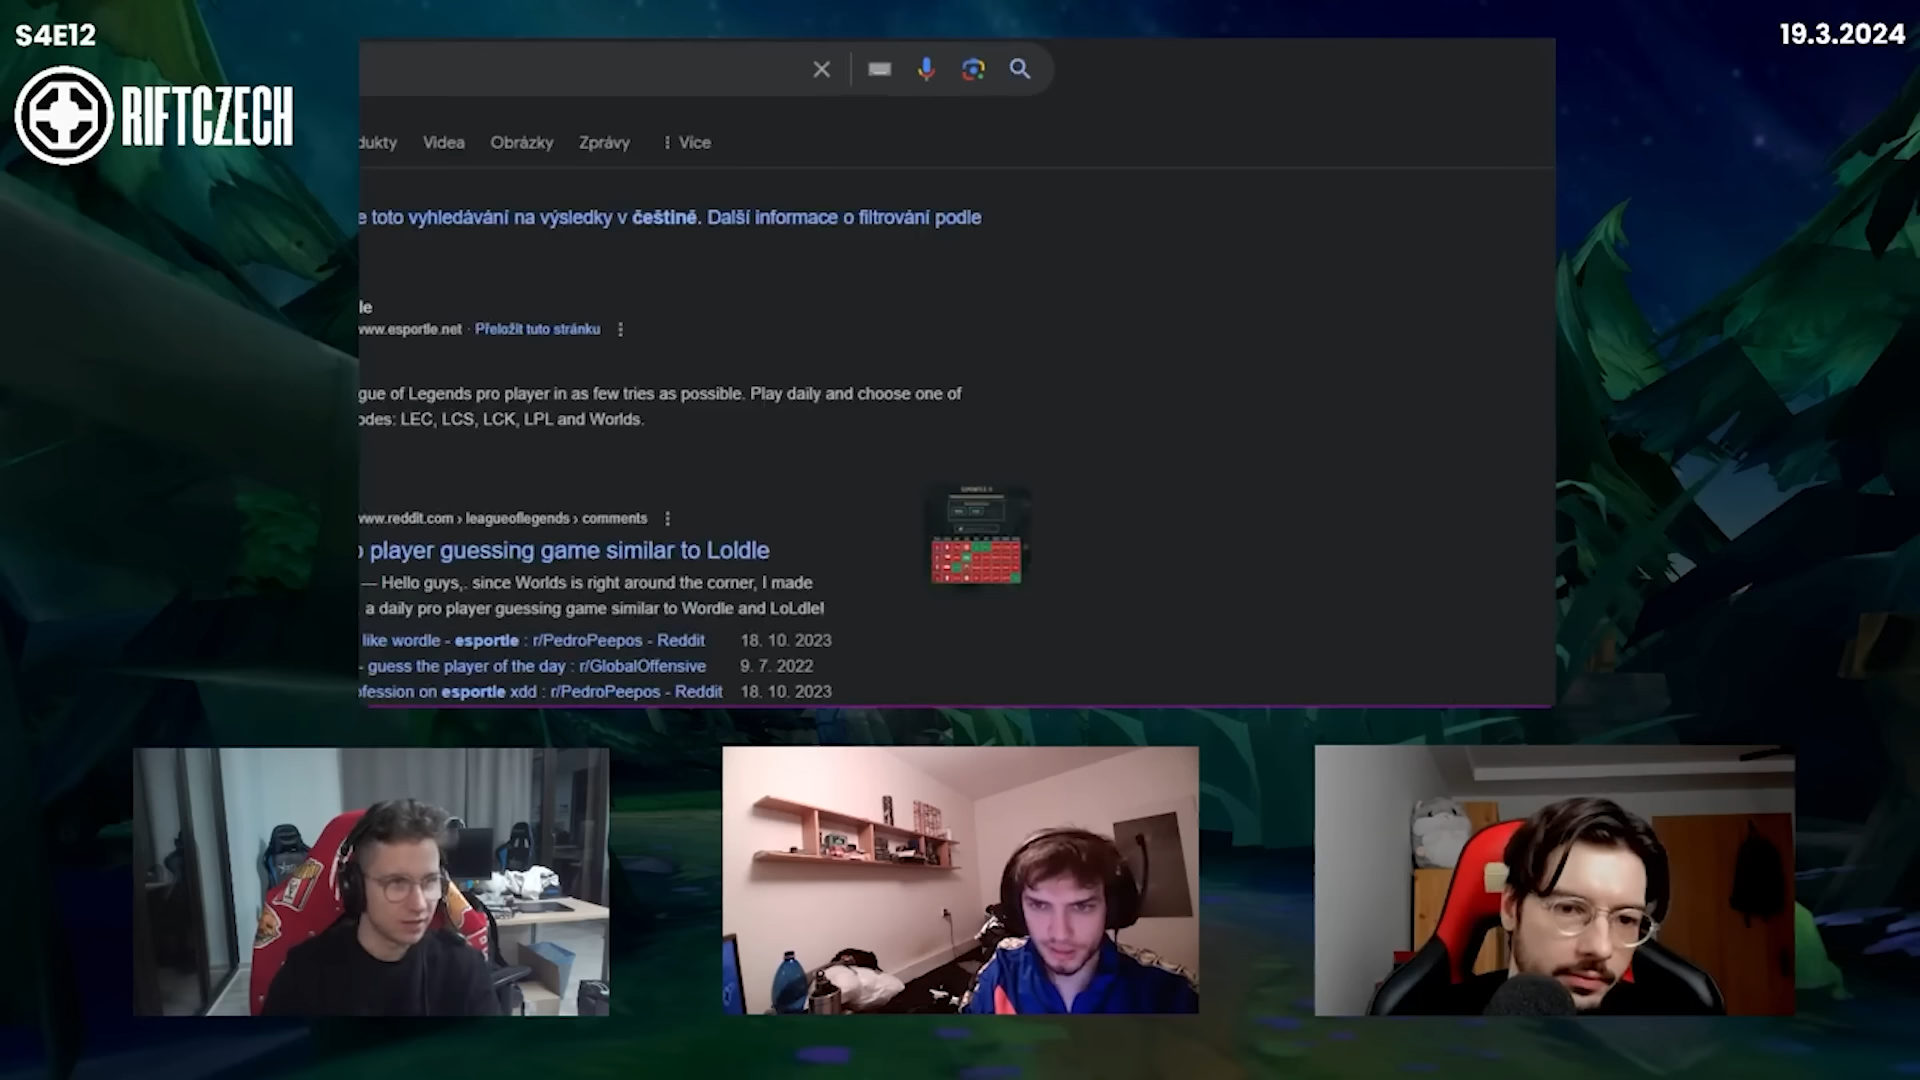 S4E12
19.3.2024
RIFTCZECH
dukty Videa Obrázky Zprávy Více
e toto vyhledávání na výsledky v češtině. Další informace o filtrování podle
le
www.esportle.net · Přeložit tuto stránku
gue of Legends pro player in as few tries as possible. Play daily and choose one of
odes: LEC, LCS, LCK, LPL and Worlds.
www.reddit.com › leagueoflegends › comments
o player guessing game similar to Loldle
— Hello guys,. since Worlds is right around the corner, I made
a daily pro player guessing game similar to Wordle and LoLdle!
like wordle - esportle : r/PedroPeepos - Reddit 18. 10. 2023
- guess the player of the day : r/GlobalOffensive 9. 7. 2022
ofession on esportle xdd : r/PedroPeepos - Reddit 18. 10. 2023